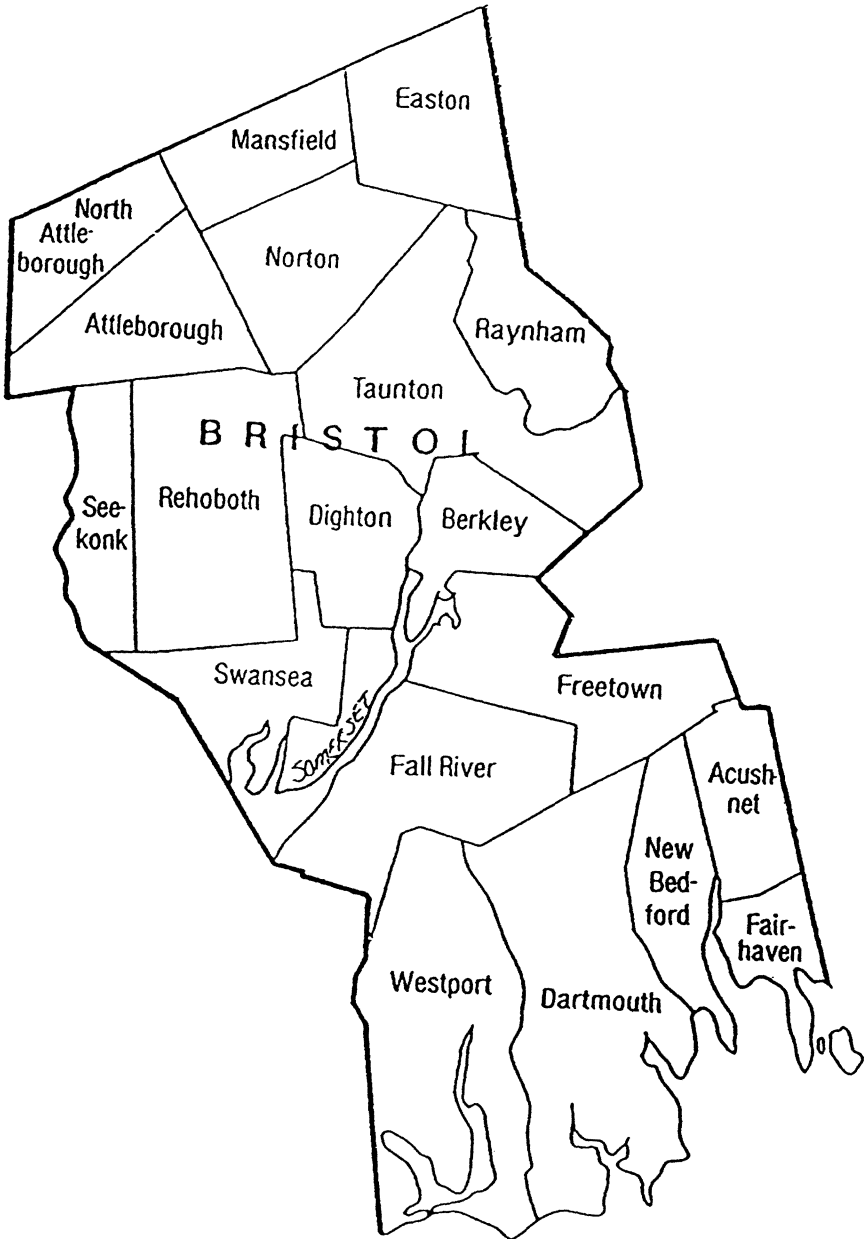 Easton
Mansfield
North
Attle-
borough
Norton
Attleborough
Raynham
Taunton
BRISTOL
See-
konk
Rehoboth
Dighton
Berkley
Swansea
Freetown
SOMERSET
Fall River
Acush-
net
New
Bed-
ford
Fair-
haven
Westport
Dartmouth